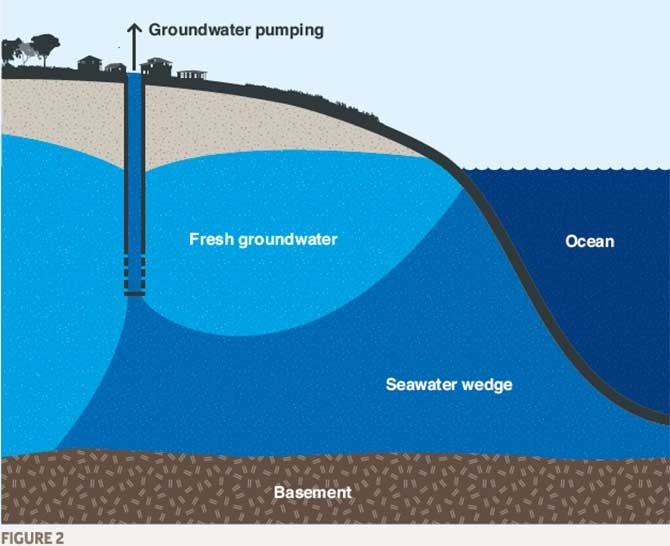 Groundwater pumping
Fresh groundwater
Ocean
Seawater wedge
Basement
FIGURE 2